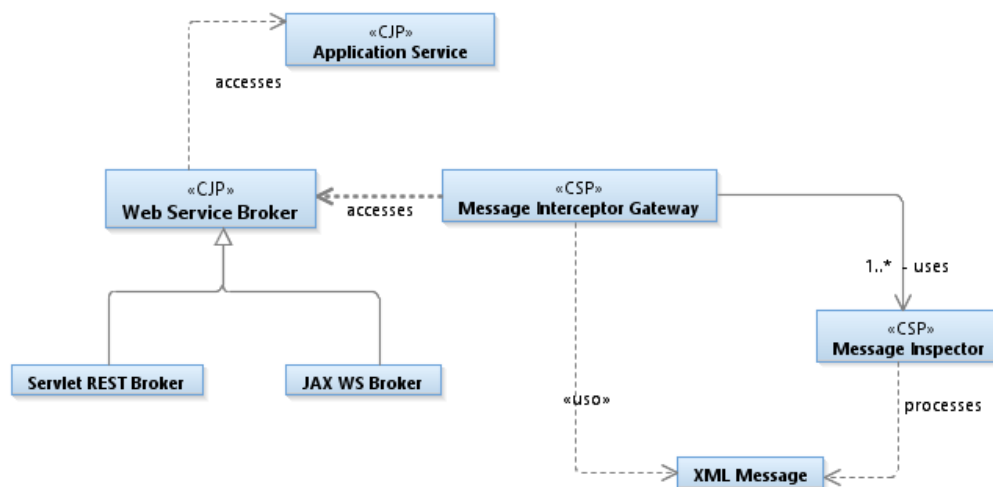 «CJP»
Application Service
accesses
«CJP»
Web Service Broker
accesses
«CSP»
Message Interceptor Gateway
1..* - uses
«CSP»
Message Inspector
Servlet REST Broker
JAX WS Broker
«uso»
processes
XML Message